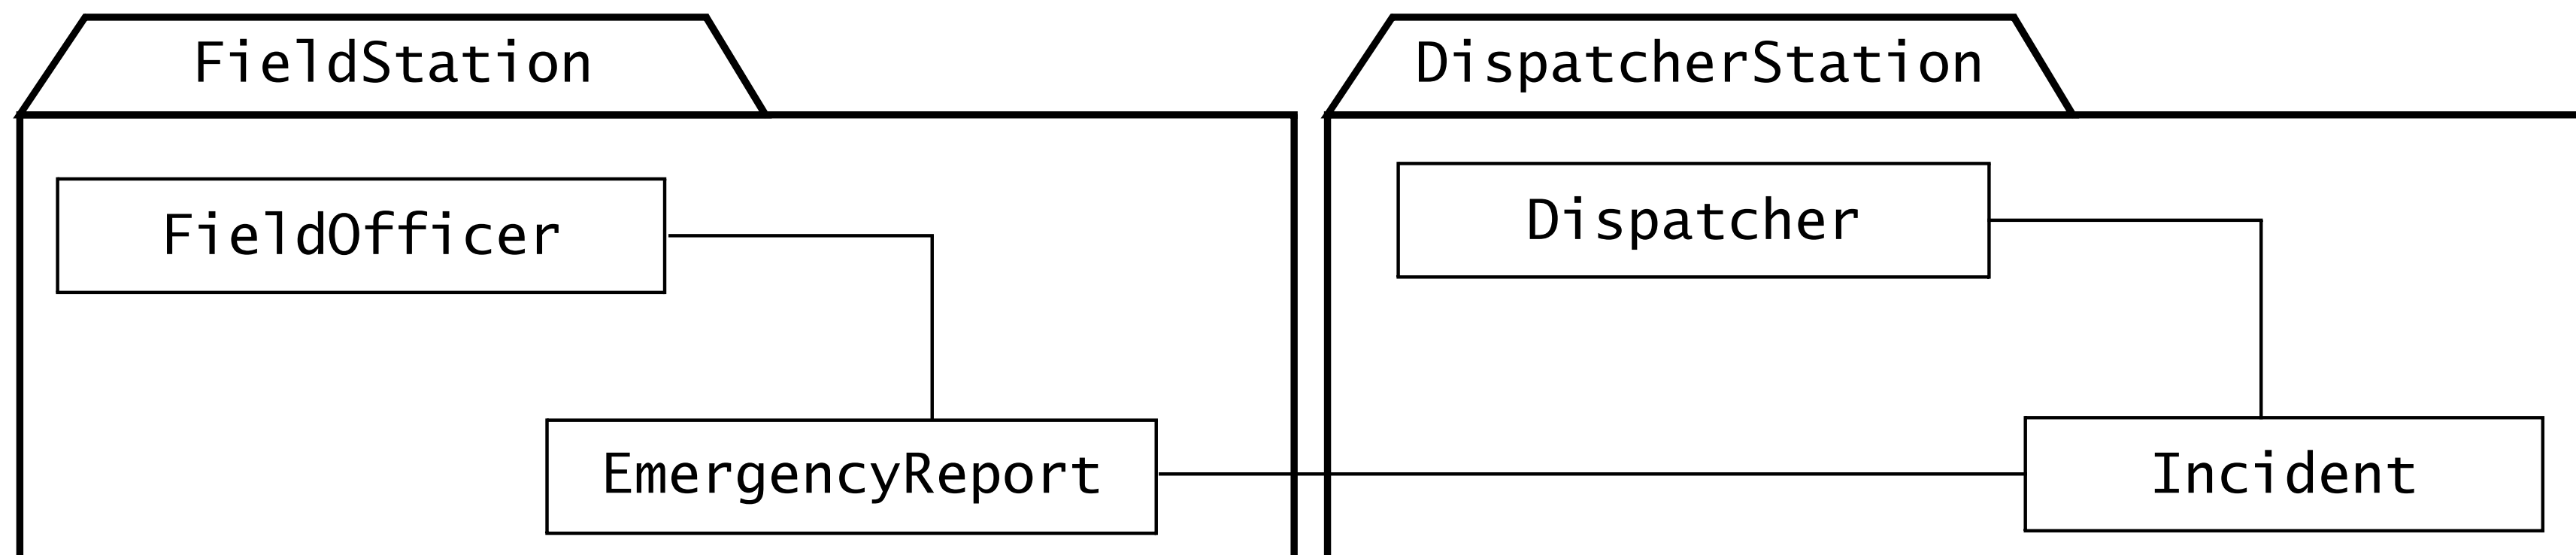 FieldStation
DispatcherStation
FieldOfficer
Dispatcher
EmergencyReport
Incident